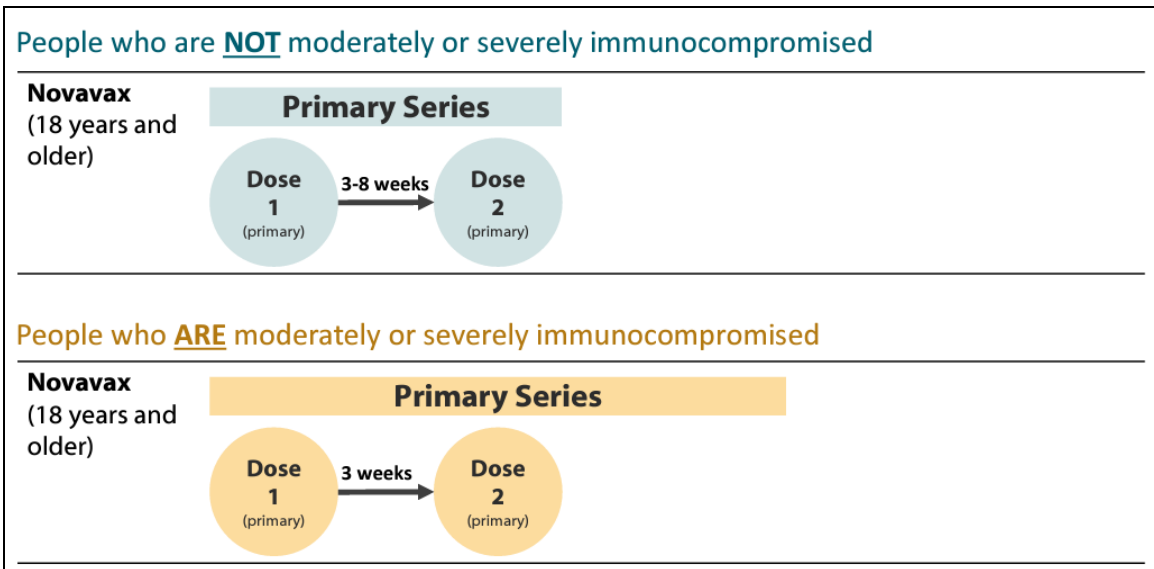 People who are NOT moderately or severely immunocompromised
Novavax
(18 years and
older)
Primary Series
Dose
1
(primary)
3-8 weeks
Dose
2
(primary)
People who ARE moderately or severely immunocompromised
Novavax
(18 years and
older)
Primary Series
Dose
1
(primary)
3 weeks
Dose
2
(primary)